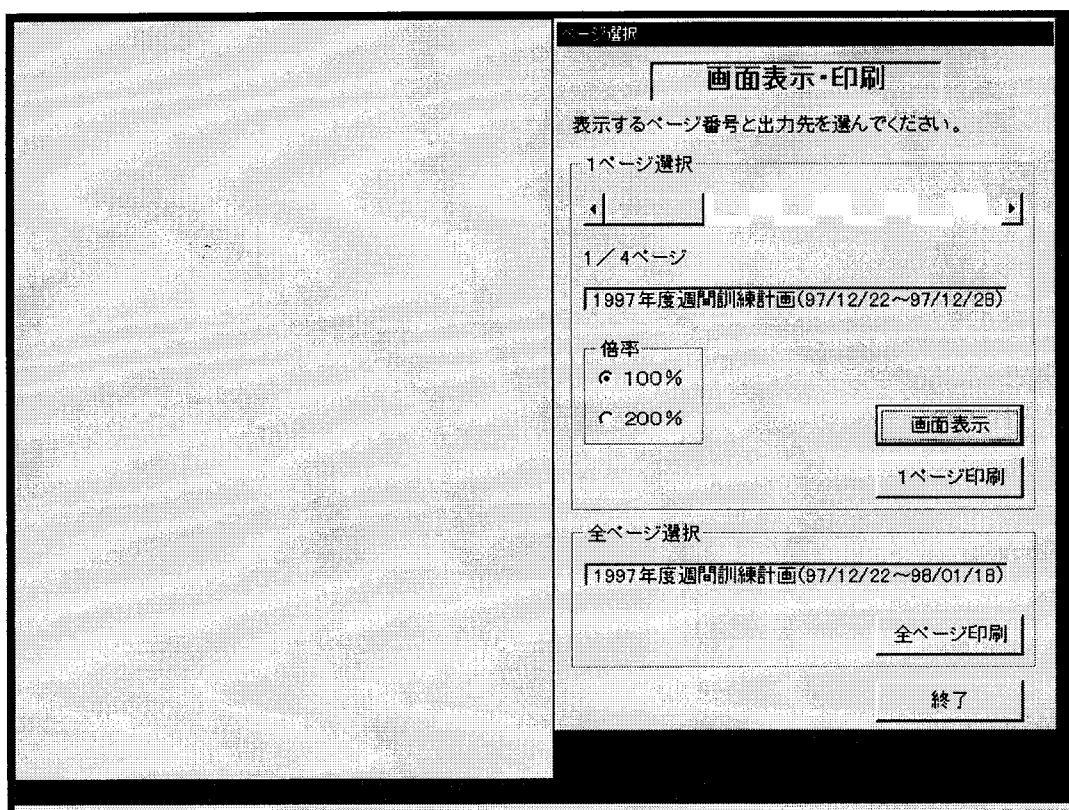 ページ選択
画面表示・印刷
表示するページ番号と出力先を選んでください。
1ページ選択
1／4ページ
1997年度週間訓練計画(97/12/22～97/12/28)
倍率
100%
200%
画面表示
1ページ印刷
全ページ選択
1997年度週間訓練計画(97/12/22～98/01/18)
全ページ印刷
終了